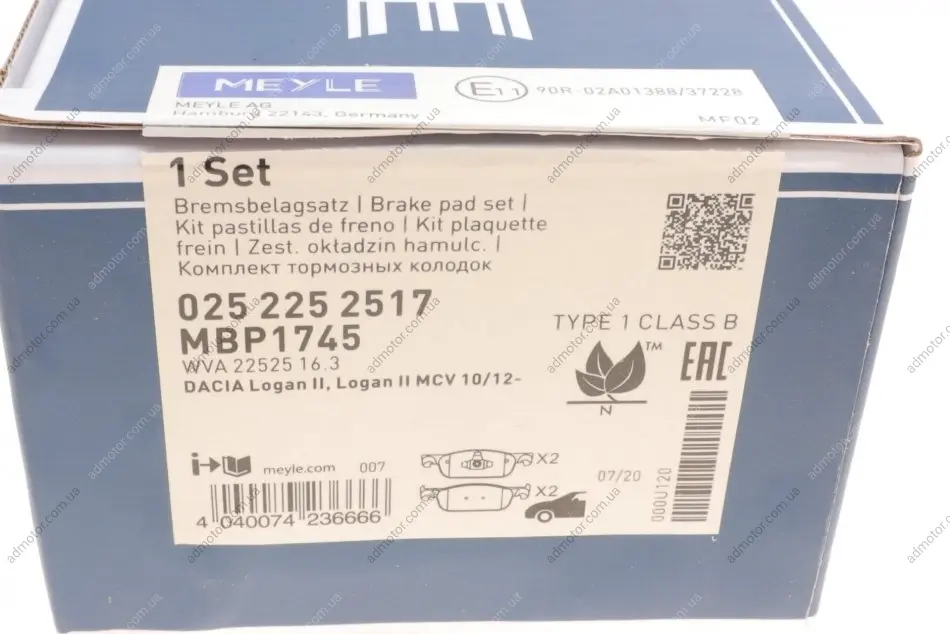 MEYLE
E11 90R-02A01388/37228
MEYLE AG
Hamburg 22143, Germany
MF02
1 Set
Bremsbelagsatz | Brake pad set |
Kit pastillas de freno | Kit plaquette
frein | Zest. okładzin hamulc. |
Комплект тормозных колодок
025 225 2517
MBP1745
WVA 22525 16.3
DACIA Logan II, Logan II MCV 10/12-
TYPE 1 CLASS B
TM
N
EAC
i
meyle.com 007
X2
X2
07/20
000U120
4 040074 236666
admotor.com.ua